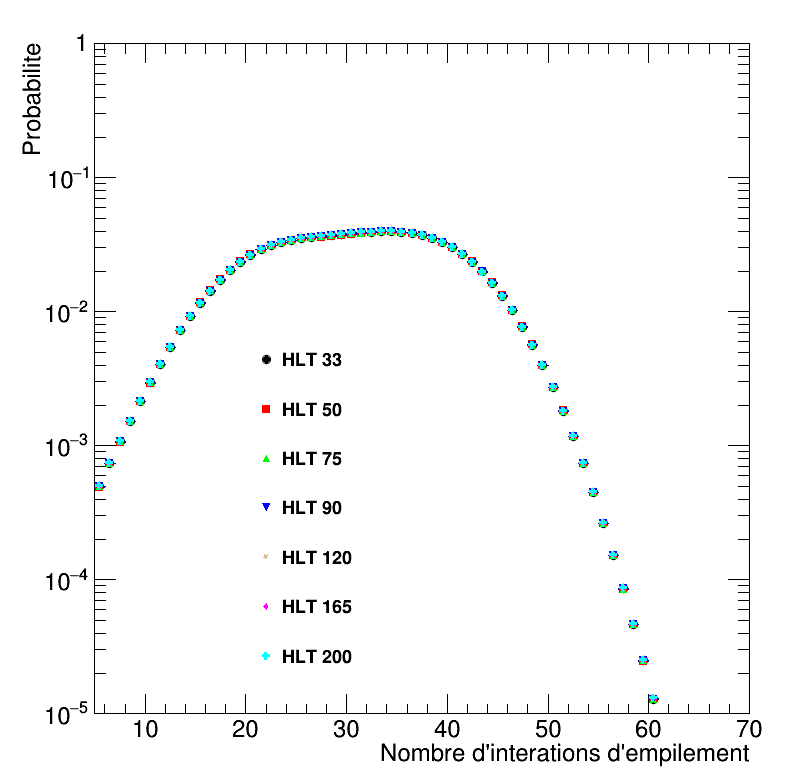 Probabilite
1
10⁻¹
10⁻²
10⁻³
10⁻⁴
10⁻⁵
HLT 33
HLT 50
HLT 75
HLT 90
HLT 120
HLT 165
HLT 200
10 20 30 40 50 60 70
Nombre d'interations d'empilement